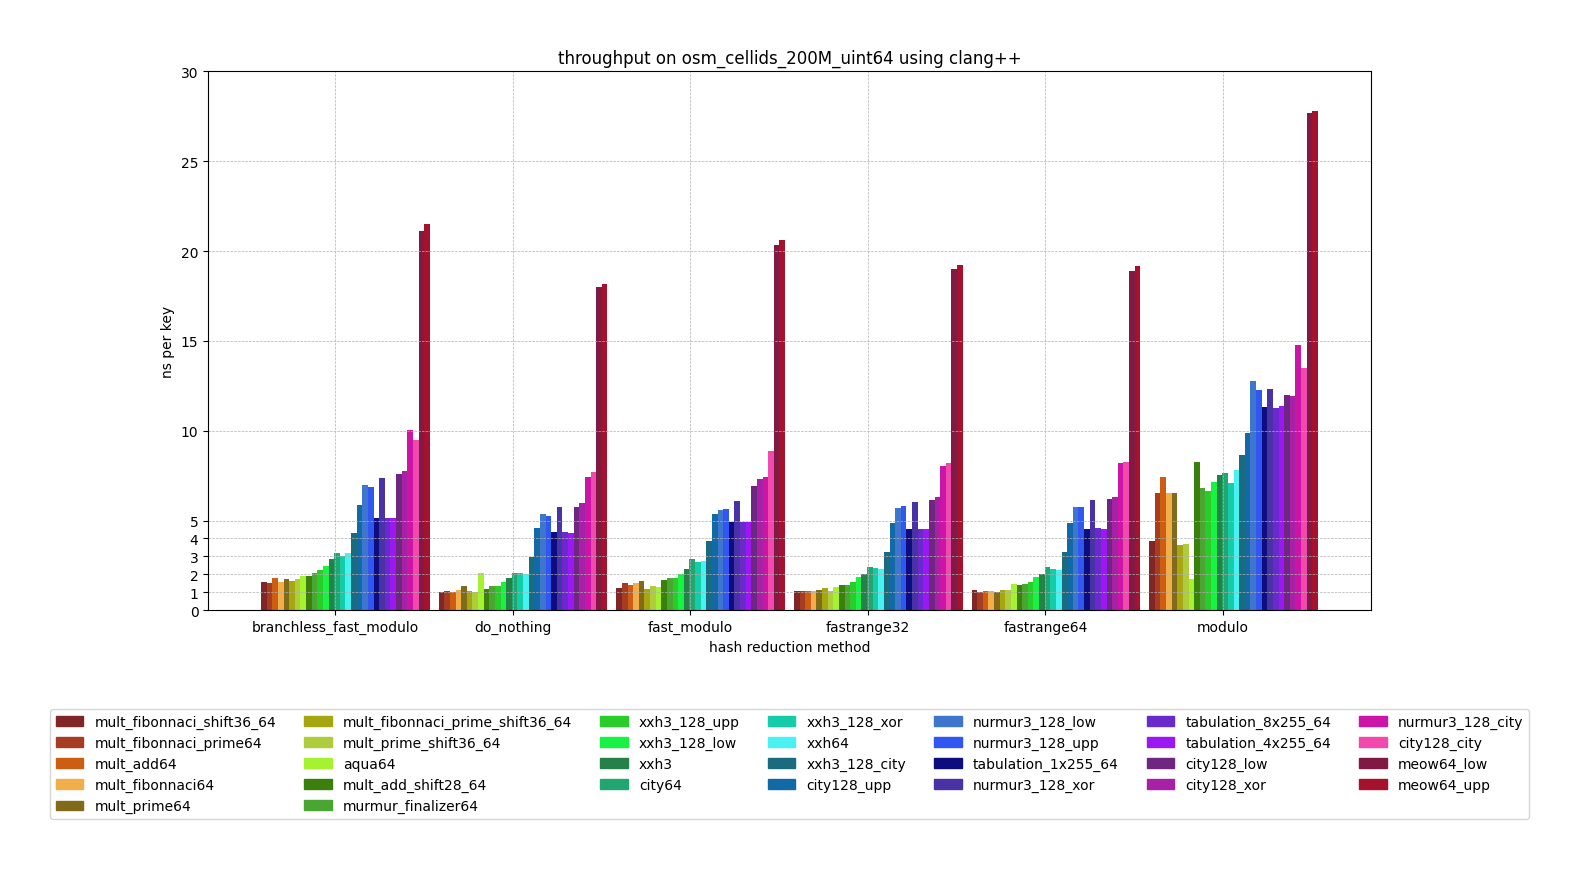 throughput on osm_cellids_200M_uint64 using clang++
30
25
20
15
10
5
4
3
2
1
0
ns per key
branchless_fast_modulo do_nothing fast_modulo fastrange32 fastrange64 modulo
hash reduction method
mult_fibonnaci_shift36_64 mult_fibonnaci_prime_shift36_64 xxh3_128_upp xxh3_128_xor nurmur3_128_low tabulation_8x255_64 nurmur3_128_city
mult_fibonnaci_prime64 mult_prime_shift36_64 xxh3_128_low xxh64 nurmur3_128_upp tabulation_4x255_64 city128_city
mult_add64 aqua64 xxh3 xxh3_128_city tabulation_1x255_64 city128_low meow64_low
mult_fibonnaci64 mult_add_shift28_64 city64 city128_upp nurmur3_128_xor city128_xor meow64_upp
mult_prime64 murmur_finalizer64